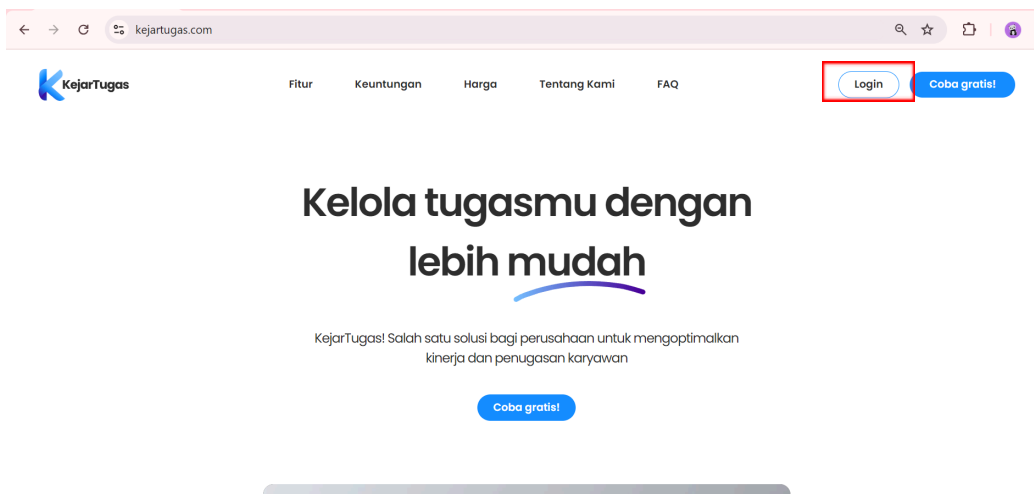 kejartugas.com
KejarTugas
Fitur Keuntungan Harga Tentang Kami FAQ Login Coba gratis!
Kelola tugasmu dengan
lebih mudah
KejarTugas! Salah satu solusi bagi perusahaan untuk mengoptimalkan
kinerja dan penugasan karyawan
Coba gratis!